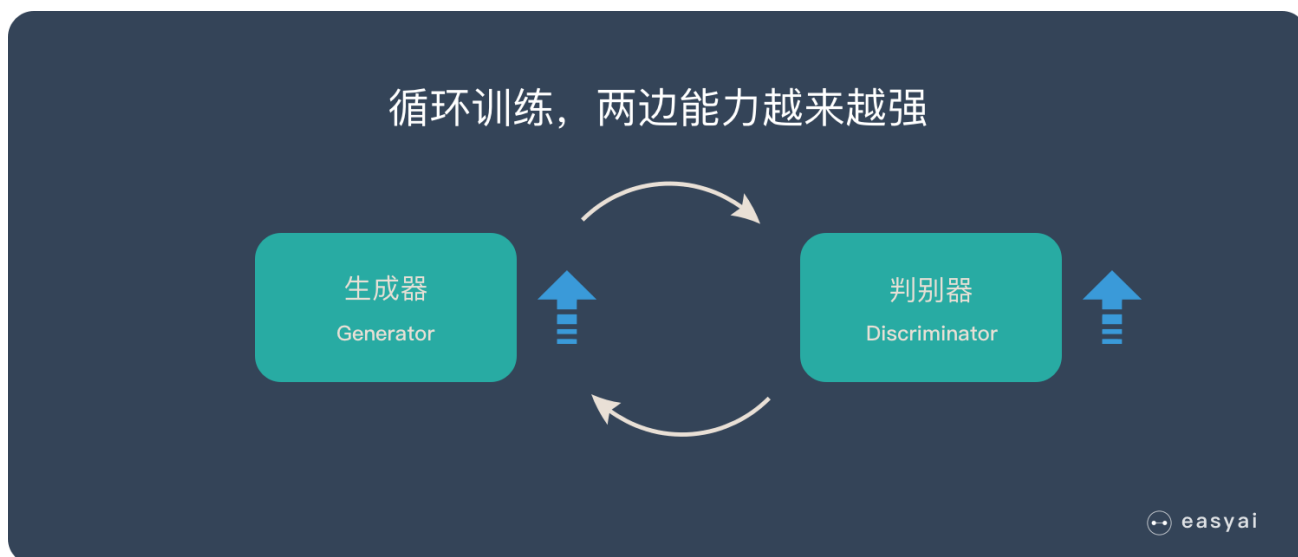 循环训练，两边能力越来越强
生成器
Generator
判别器
Discriminator
easyai